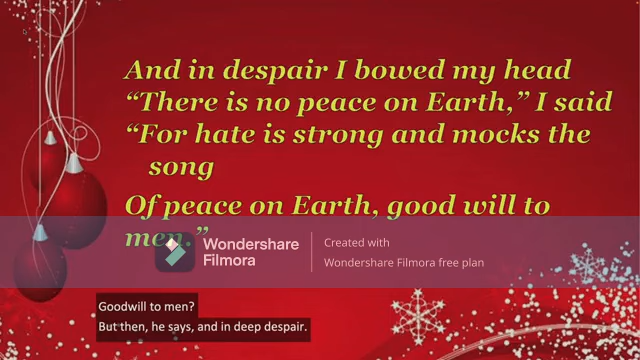 And in despair I bowed my head
“There is no peace on Earth,” I said
“For hate is strong and mocks the
song
Of peace on Earth, good will to
men.”
Wondershare
Filmora
Created with
Wondershare Filmora free plan
Goodwill to men?
But then, he says, and in deep despair.